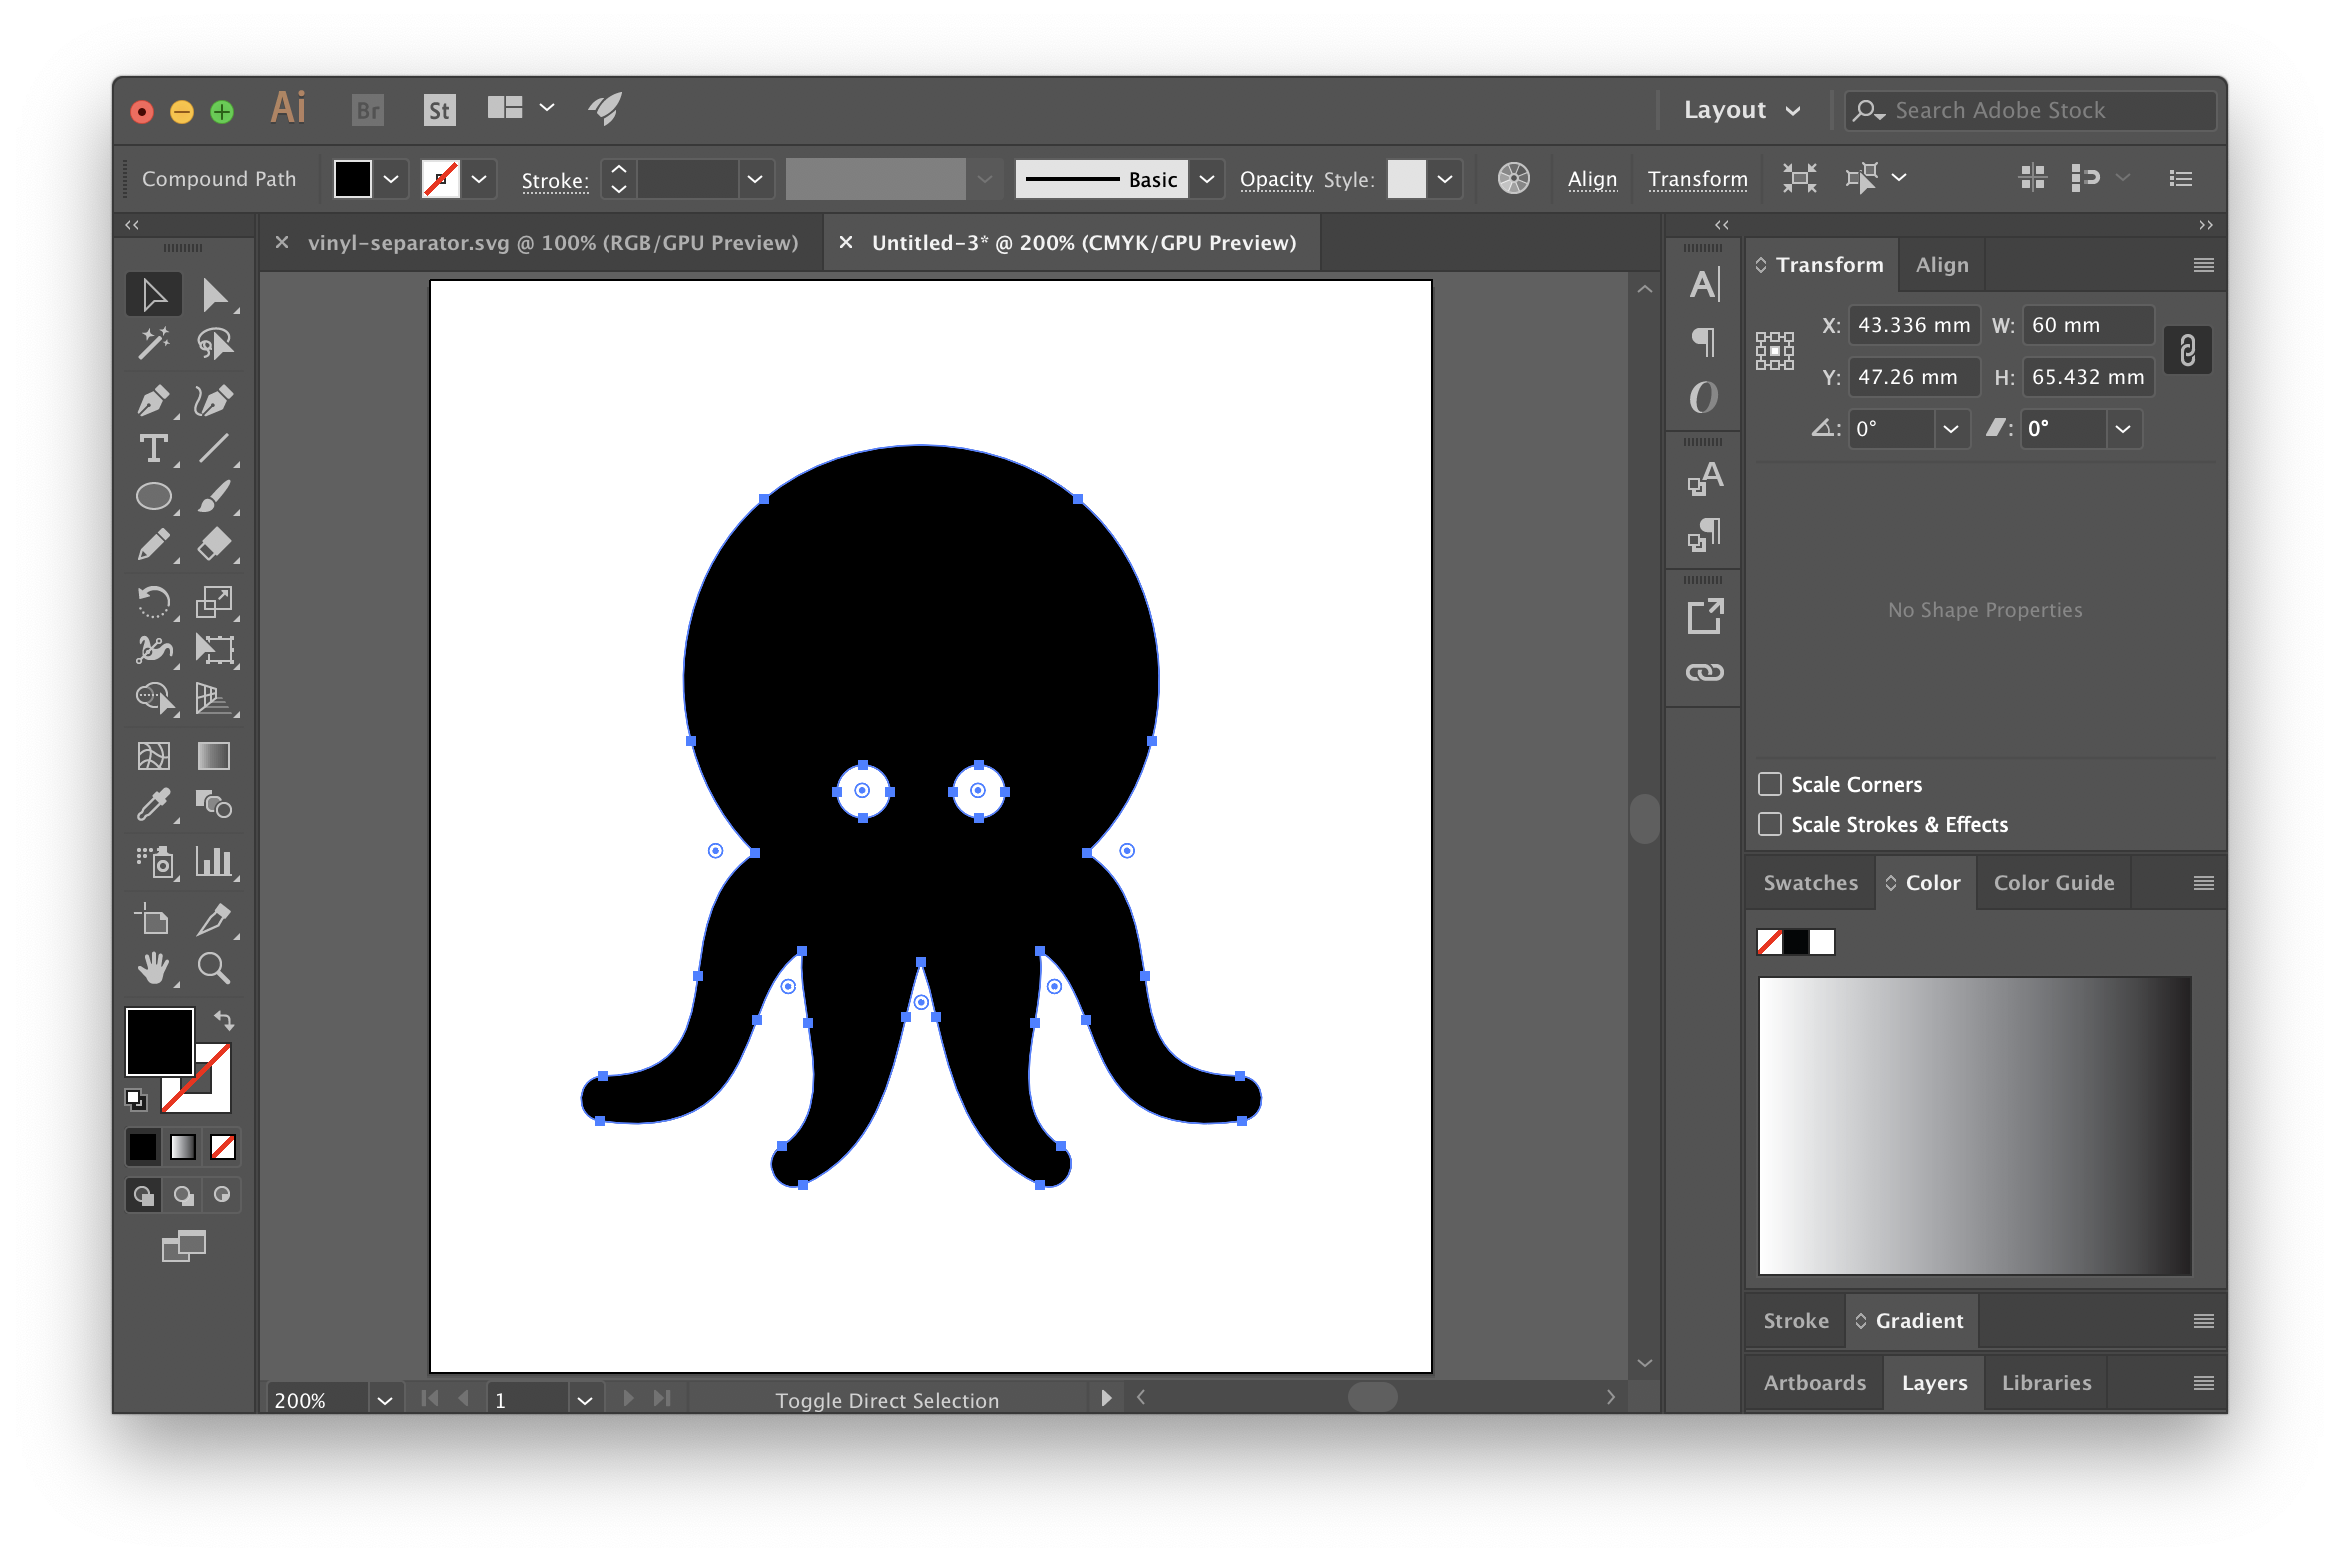 Ai Br St Layout Search Adobe Stock
Compound Path Stroke: Basic Opacity Style: Align Transform
vinyl-separator.svg @ 100% (RGB/GPU Preview) Untitled-3* @ 200% (CMYK/GPU Preview)
Transform Align
X: 43.336 mm W: 60 mm
Y: 47.26 mm H: 65.432 mm
0° 0°
No Shape Properties
Scale Corners
Scale Strokes & Effects
Swatches Color Color Guide
Stroke Gradient
Artboards Layers Libraries
200% 1 Toggle Direct Selection